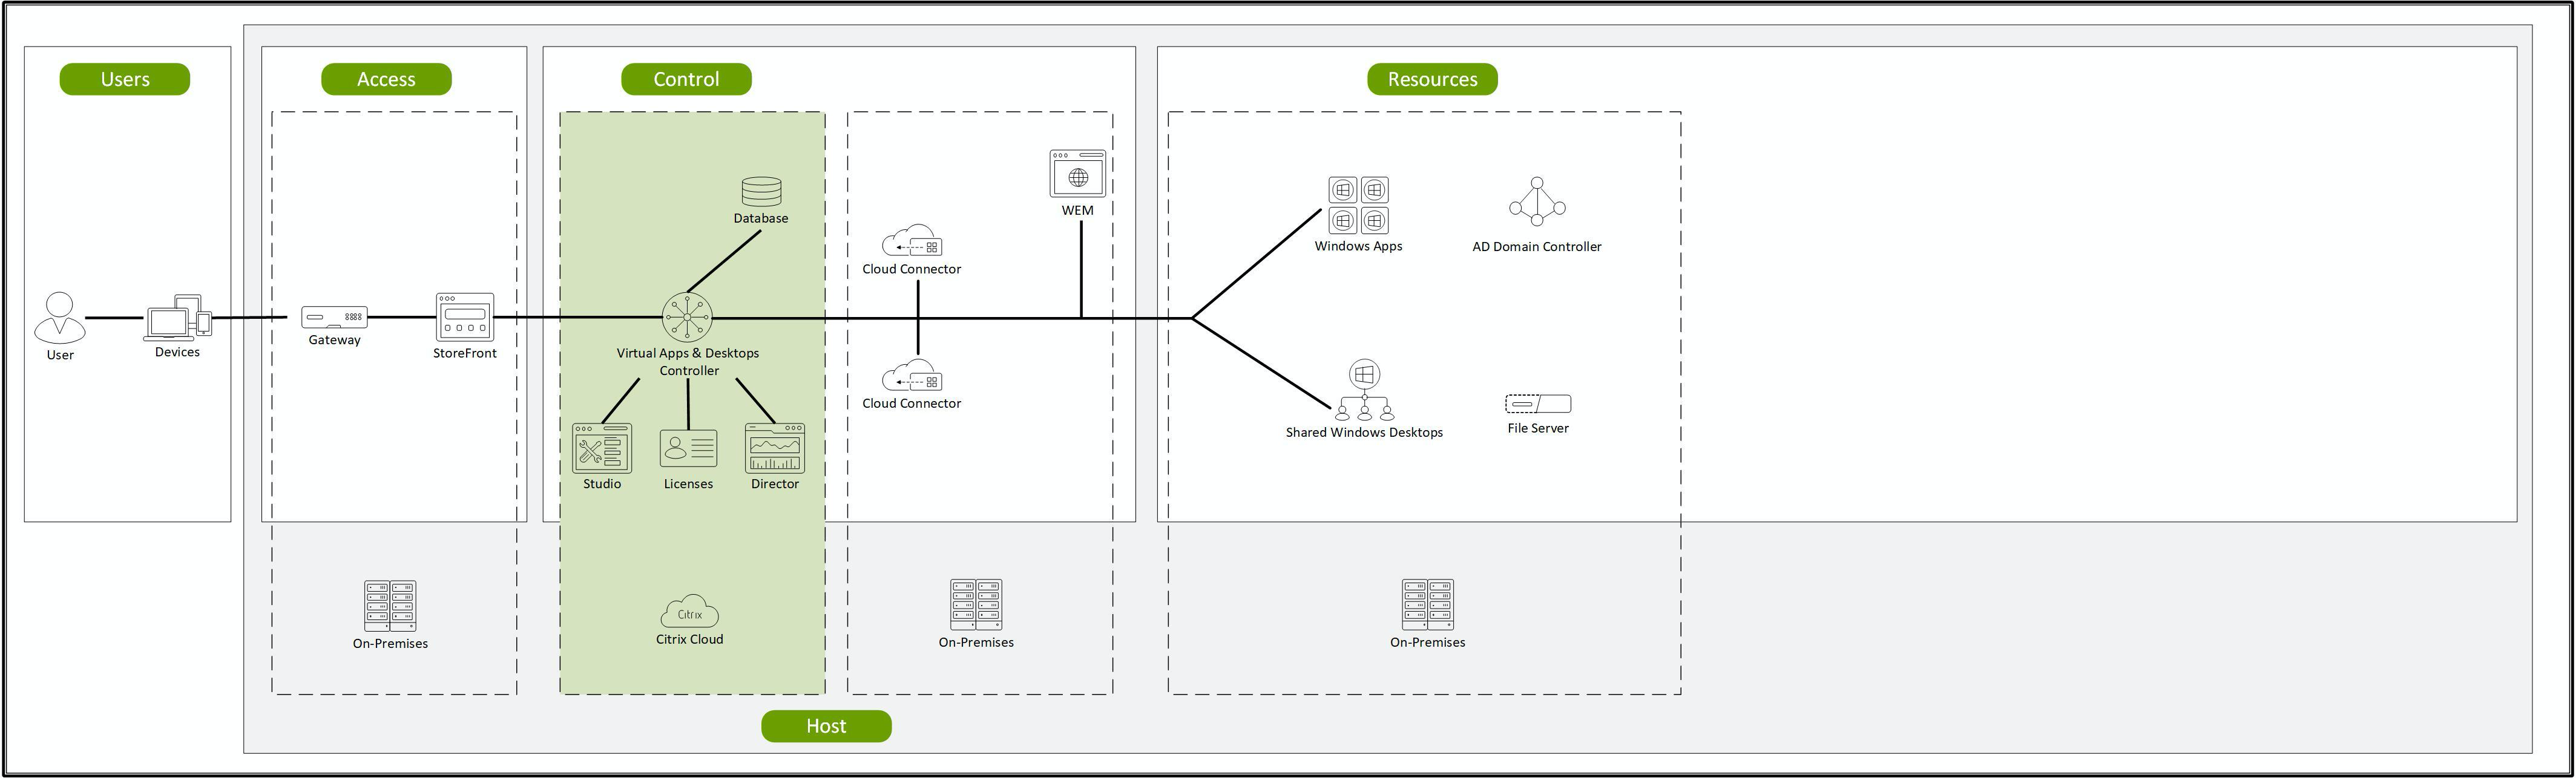 Users
Access
Control
Resources
User
Devices
Gateway
StoreFront
Database
Virtual Apps & Desktops
Controller
Studio
Licenses
Director
Cloud Connector
Cloud Connector
WEM
Windows Apps
AD Domain Controller
Shared Windows Desktops
File Server
On-Premises
Citrix
Citrix Cloud
On-Premises
On-Premises
Host